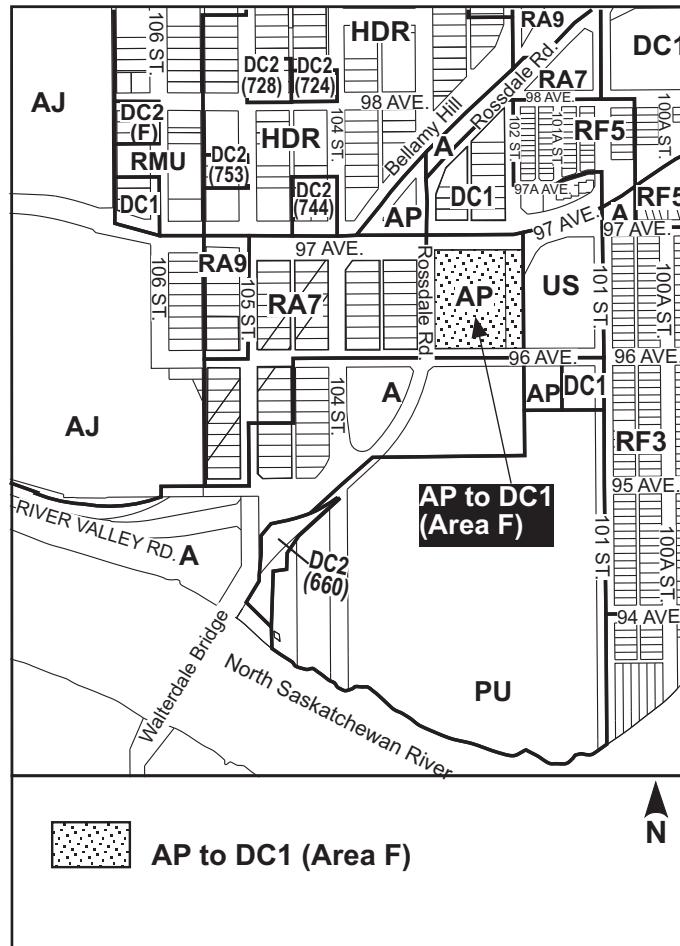 106 ST.
HDR
RA9
DC1
DC2
(728)
DC2
(724)
Rossdale Rd.
RA7
AJ
98 AVE.
98 AVE.
DC2
(F)
HDR
104 ST.
Bellamy Hill
A
102 ST.
101A ST.
RF5
100A ST.
RMU
DC2
(753)
DC1
DC2
(744)
AP
DC1
97A AVE.
RF5
97 AVE.
A
97 AVE.
97 AVE.
RA9
106 ST.
105 ST.
RA7
Rossdale Rd.
AP
US
101 ST.
100A ST.
96 AVE.
96 AVE.
A
AP
DC1
104 ST.
AJ
RF3
AP to DC1
(Area F)
95 AVE.
RIVER VALLEY RD.
A
DC2
(660)
101 ST.
100A ST.
94 AVE.
Walterdale Bridge
North Saskatchewan River
PU
N
AP to DC1 (Area F)